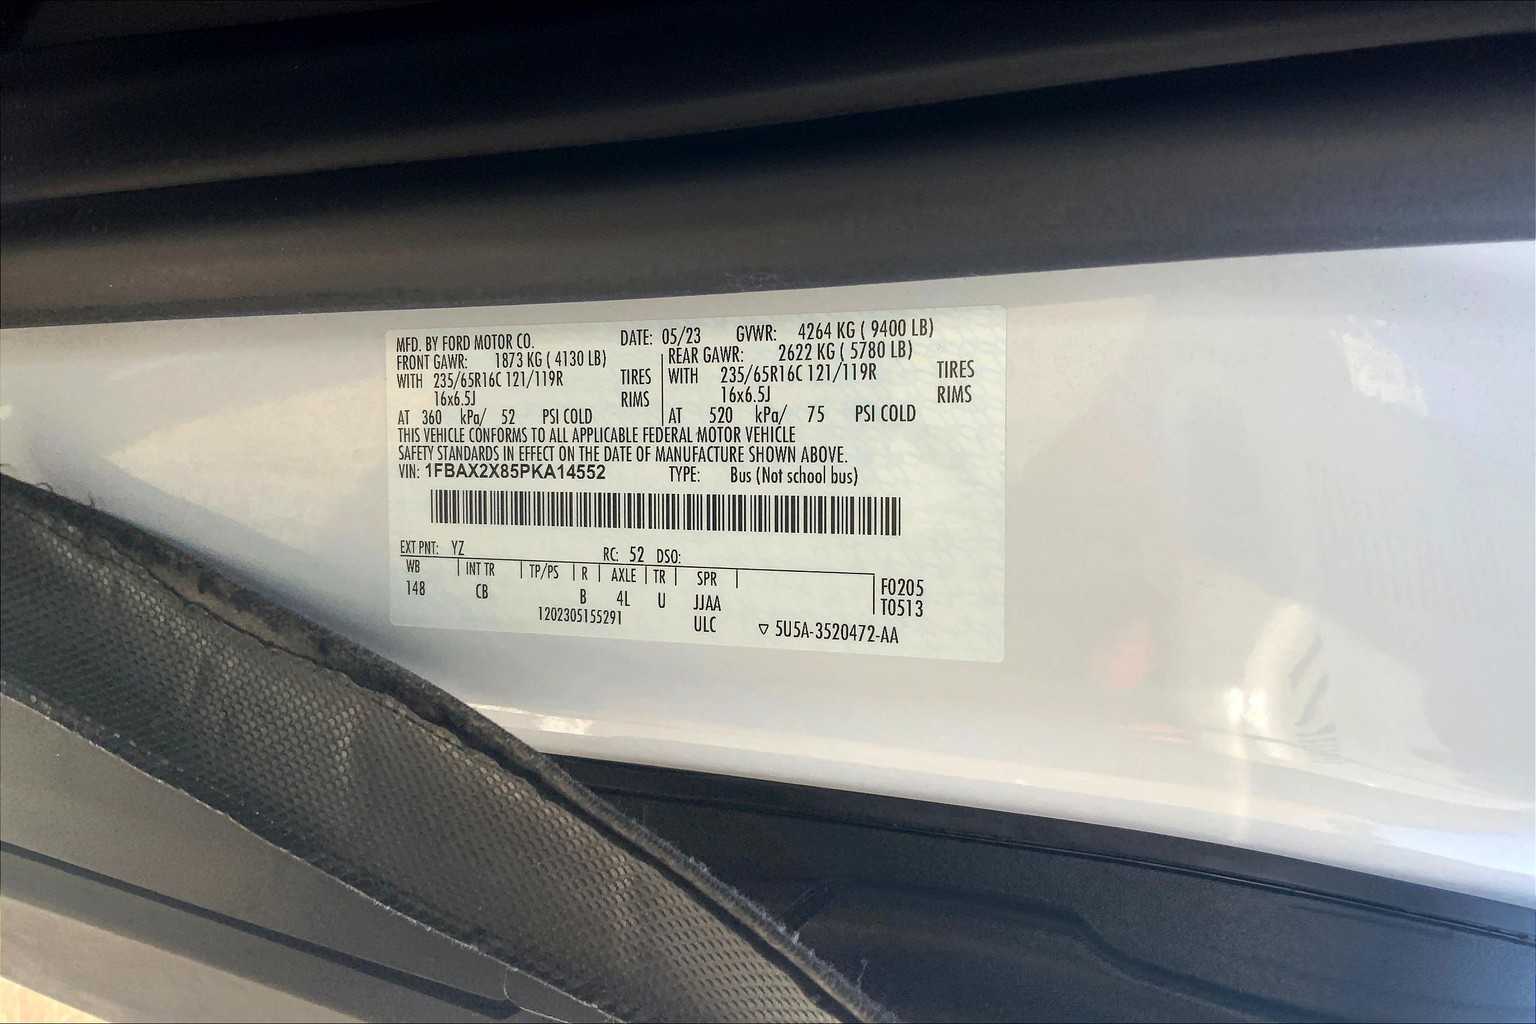 MFD. BY FORD MOTOR CO. DATE: 05/23 GVWR: 4264 KG ( 9400 LB)
FRONT GAWR: 1873 KG ( 4130 LB) REAR GAWR: 2622 KG ( 5780 LB)
WITH 235/65R16C 121/119R TIRES WITH 235/65R16C 121/119R TIRES
16x6.5J RIMS 16x6.5J RIMS
AT 360 kPa/ 52 PSI COLD AT 520 kPa/ 75 PSI COLD
THIS VEHICLE CONFORMS TO ALL APPLICABLE FEDERAL MOTOR VEHICLE
SAFETY STANDARDS IN EFFECT ON THE DATE OF MANUFACTURE SHOWN ABOVE.
VIN: 1FBAX2X85PKA14552 TYPE: Bus (Not school bus)
EXT PNT: YZ RC: 52 DSO:
WB INT TR TP/PS R AXLE TR SPR F0205
148 CB B 4L U JJAA T0513
1202305155291 ULC ▽ 5U5A-3520472-AA